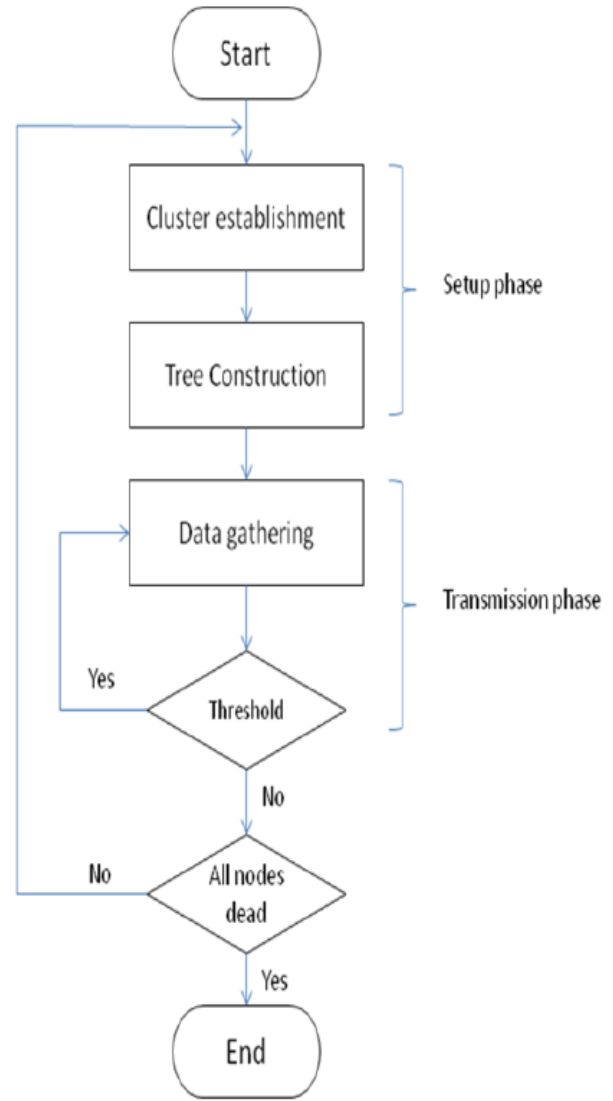 Start
Cluster establishment
Setup phase
Tree Construction
Data gathering
Transmission phase
Yes
Threshold
No
No
All nodes
dead
Yes
End